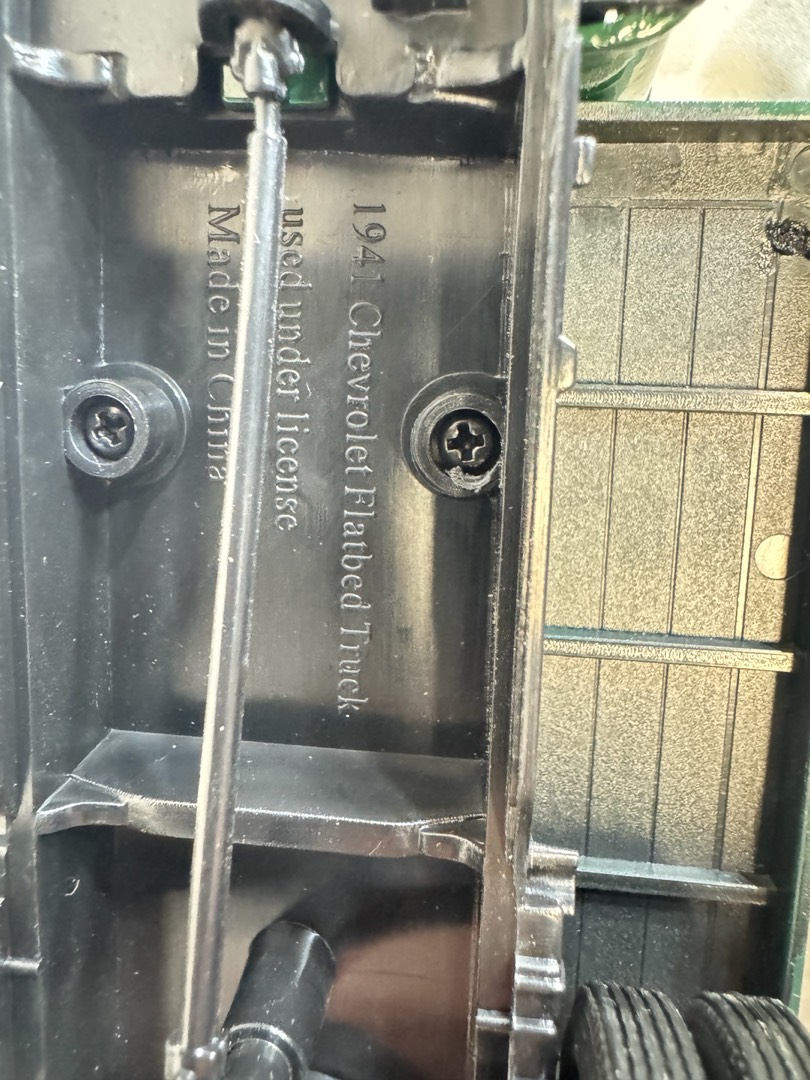 1941 Chevrolet Flatbed Truck
used under license
Made in China